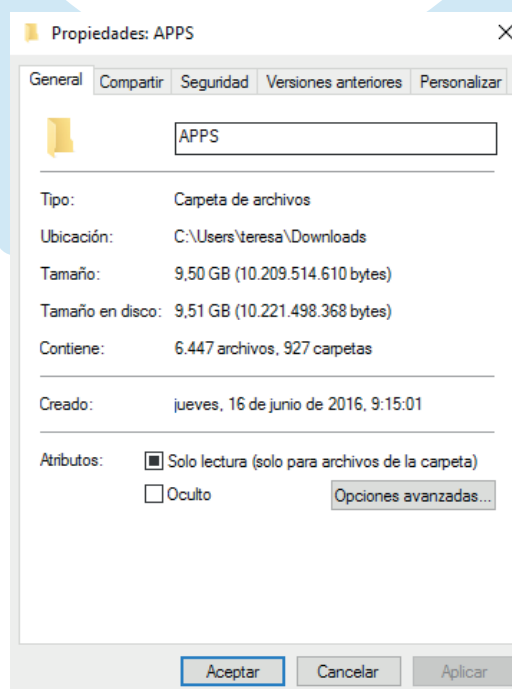 Propiedades: APPS
General Compartir Seguridad Versiones anteriores Personalizar
APPS
Tipo: Carpeta de archivos
Ubicación: C:\Users\teresa\Downloads
Tamaño: 9,50 GB (10.209.514.610 bytes)
Tamaño en disco: 9,51 GB (10.221.498.368 bytes)
Contiene: 6.447 archivos, 927 carpetas
Creado: jueves, 16 de junio de 2016, 9:15:01
Atributos: Solo lectura (solo para archivos de la carpeta)
Oculto Opciones avanzadas...
Aceptar Cancelar Aplicar